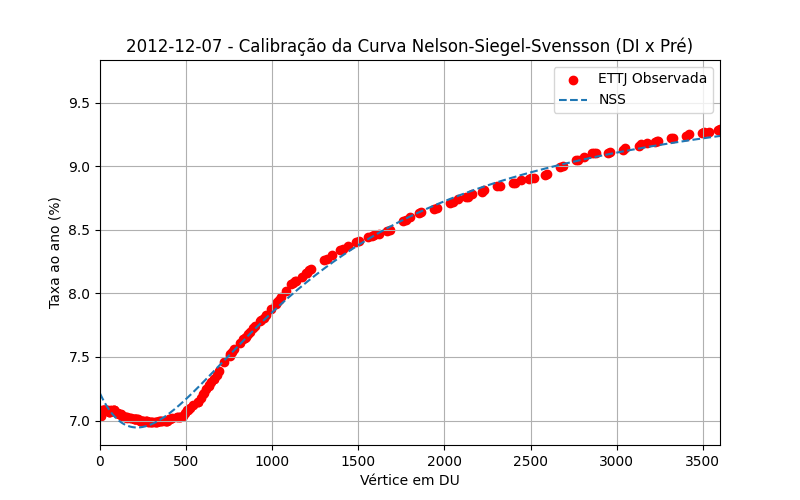 2012-12-07 - Calibração da Curva Nelson-Siegel-Svensson (DI x Pré)
ETTJ Observada
NSS
Taxa ao ano (%)
9.5
9.0
8.5
8.0
7.5
7.0
0 500 1000 1500 2000 2500 3000 3500
Vértice em DU